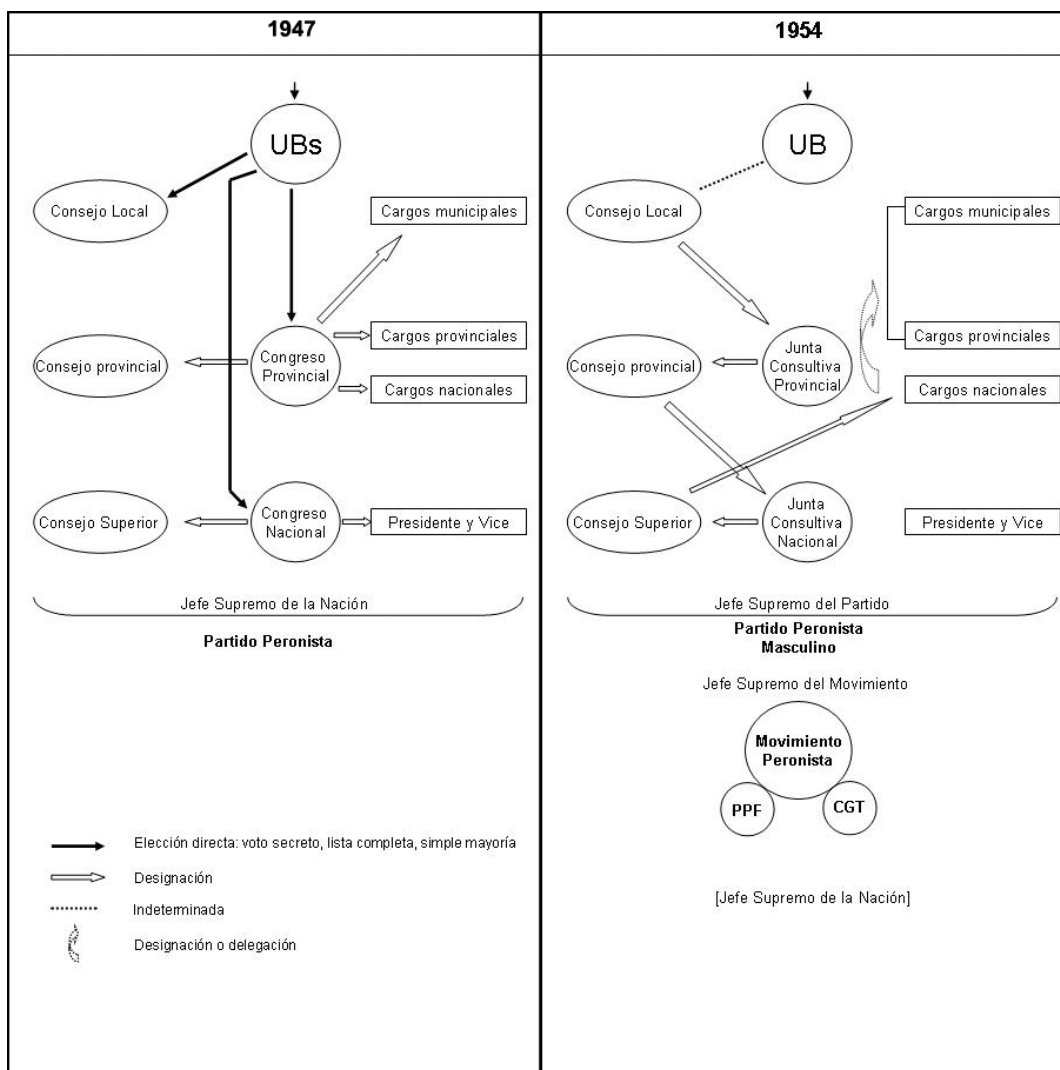 1947
UBs
Consejo Local
Cargos municipales
Consejo provincial
Congreso
Provincial
Cargos provinciales
Cargos nacionales
Consejo Superior
Congreso
Nacional
Presidente y Vice
Jefe Supremo de la Nación
Partido Peronista
Elección directa: voto secreto, lista completa, simple mayoría
Designación
Indeterminada
Designación o delegación
1954
UB
Consejo Local
Cargos municipales
Consejo provincial
Junta
Consultiva
Provincial
Cargos provinciales
Cargos nacionales
Consejo Superior
Junta
Consultiva
Nacional
Presidente y Vice
Jefe Supremo del Partido
Partido Peronista
Masculino
Jefe Supremo del Movimiento
Movimiento
Peronista
PPF
CGT
[Jefe Supremo de la Nación]